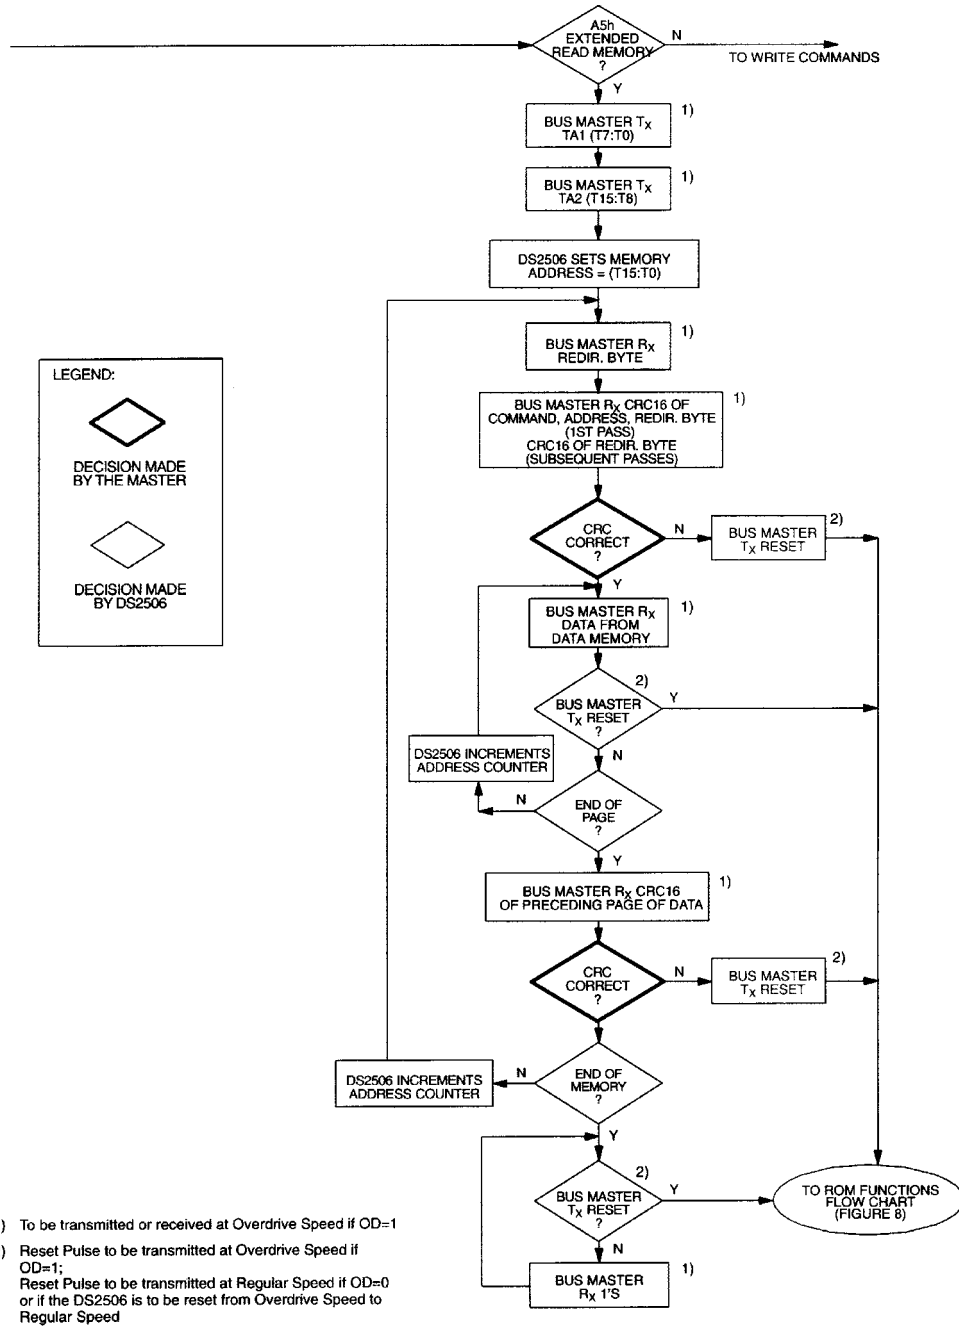 A5h
EXTENDED
READ MEMORY
?
N
TO WRITE COMMANDS
Y
BUS MASTER TX
TA1 (T7:T0)
1)
BUS MASTER TX
TA2 (T15:T8)
1)
DS2506 SETS MEMORY
ADDRESS = (T15:T0)
BUS MASTER RX
REDIR. BYTE
1)
LEGEND:
DECISION MADE
BY THE MASTER
DECISION MADE
BY DS2506
BUS MASTER RX CRC16 OF
COMMAND, ADDRESS, REDIR. BYTE
(1ST PASS)
CRC16 OF REDIR. BYTE
(SUBSEQUENT PASSES)
1)
CRC
CORRECT
?
N
BUS MASTER
TX RESET
2)
Y
BUS MASTER RX
DATA FROM
DATA MEMORY
1)
2)
BUS MASTER
TX RESET
?
Y
N
DS2506 INCREMENTS
ADDRESS COUNTER
END OF
PAGE
?
N
Y
BUS MASTER RX CRC16
OF PRECEDING PAGE OF DATA
1)
CRC
CORRECT
?
N
BUS MASTER
TX RESET
2)
END OF
MEMORY
?
N
DS2506 INCREMENTS
ADDRESS COUNTER
Y
2)
BUS MASTER
TX RESET
?
Y
TO ROM FUNCTIONS
FLOW CHART
(FIGURE 8)
N
BUS MASTER
RX 1'S
1)
) To be transmitted or received at Overdrive Speed if OD=1
) Reset Pulse to be transmitted at Overdrive Speed if
OD=1;
Reset Pulse to be transmitted at Regular Speed if OD=0
or if the DS2506 is to be reset from Overdrive Speed to
Regular Speed